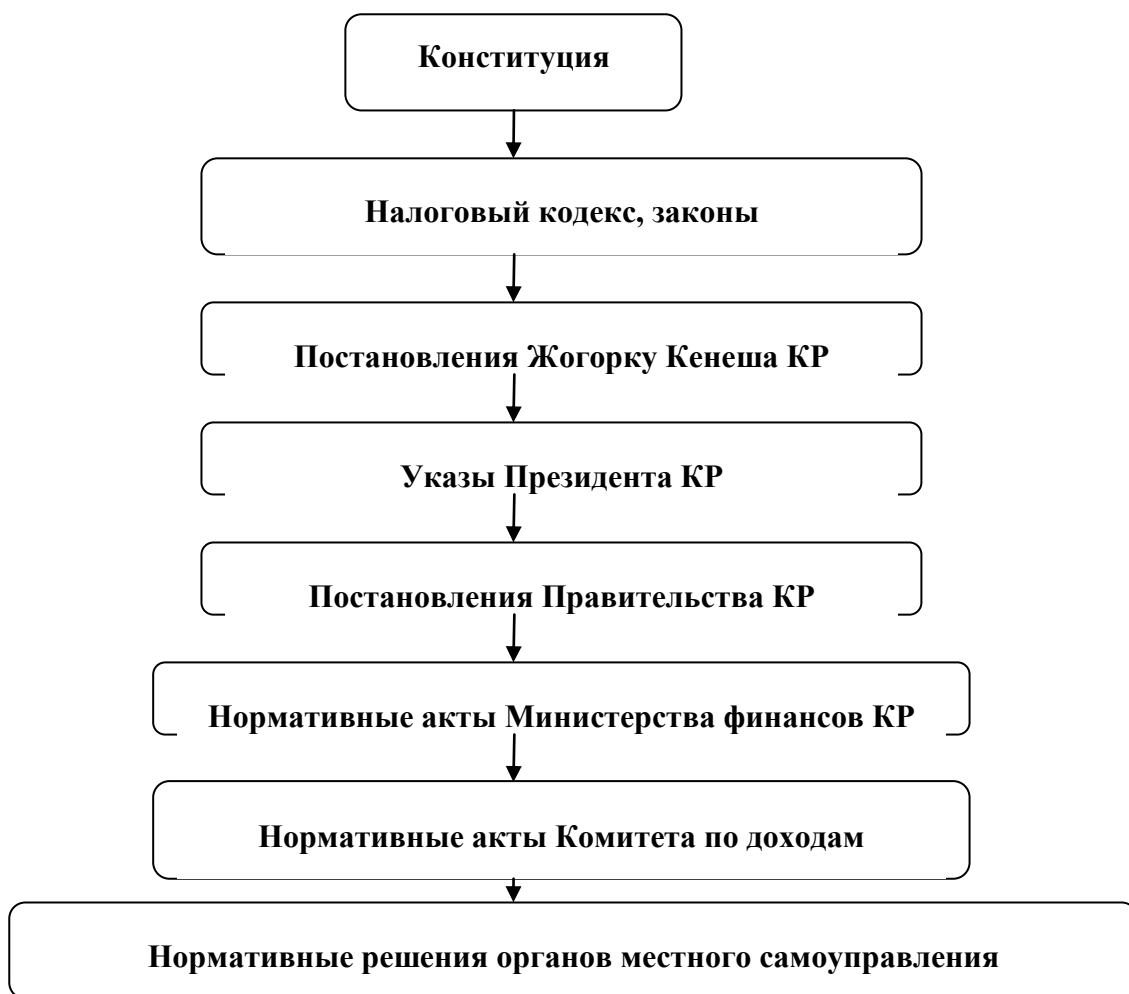 Конституция
Налоговый кодекс, законы
Постановления Жогорку Кенеша КР
Указы Президента КР
Постановления Правительства КР
Нормативные акты Министерства финансов КР
Нормативные акты Комитета по доходам
Нормативные решения органов местного самоуправления